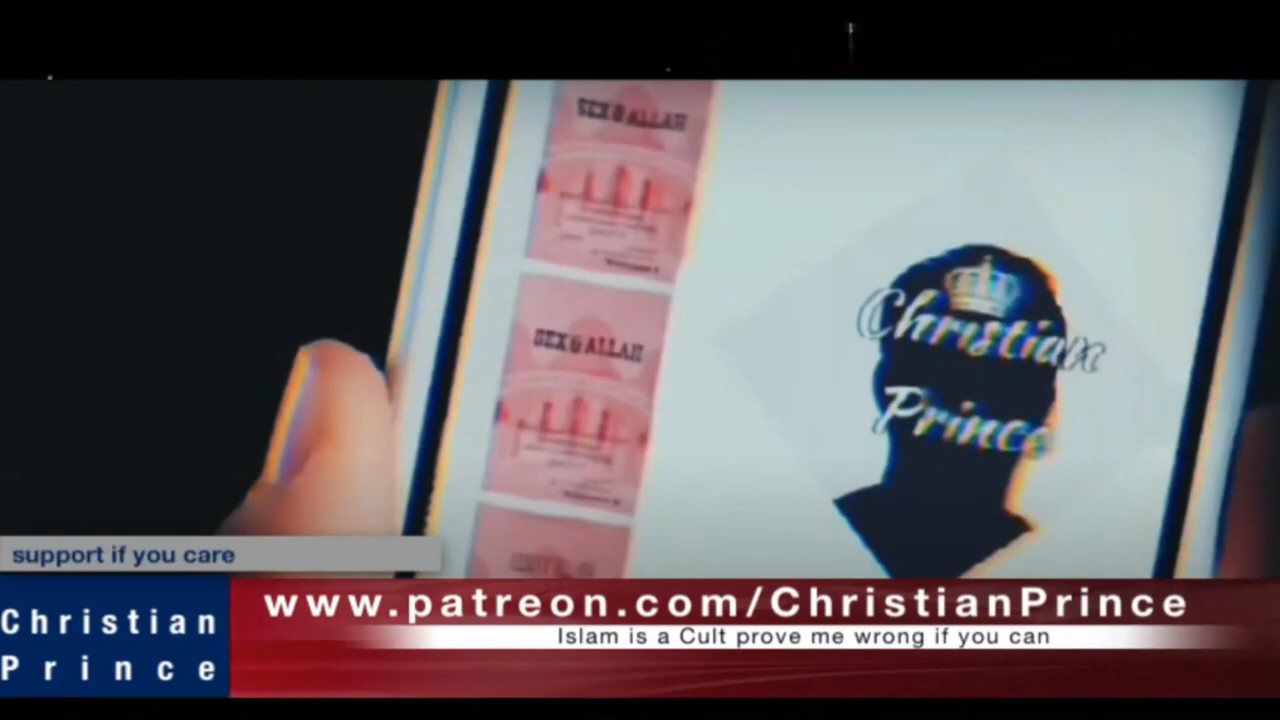 SEX & ALLAH
SEX & ALLAH
Christian
Prince
support if you care
Christian
Prince
www.patreon.com/ChristianPrince
Islam is a Cult prove me wrong if you can